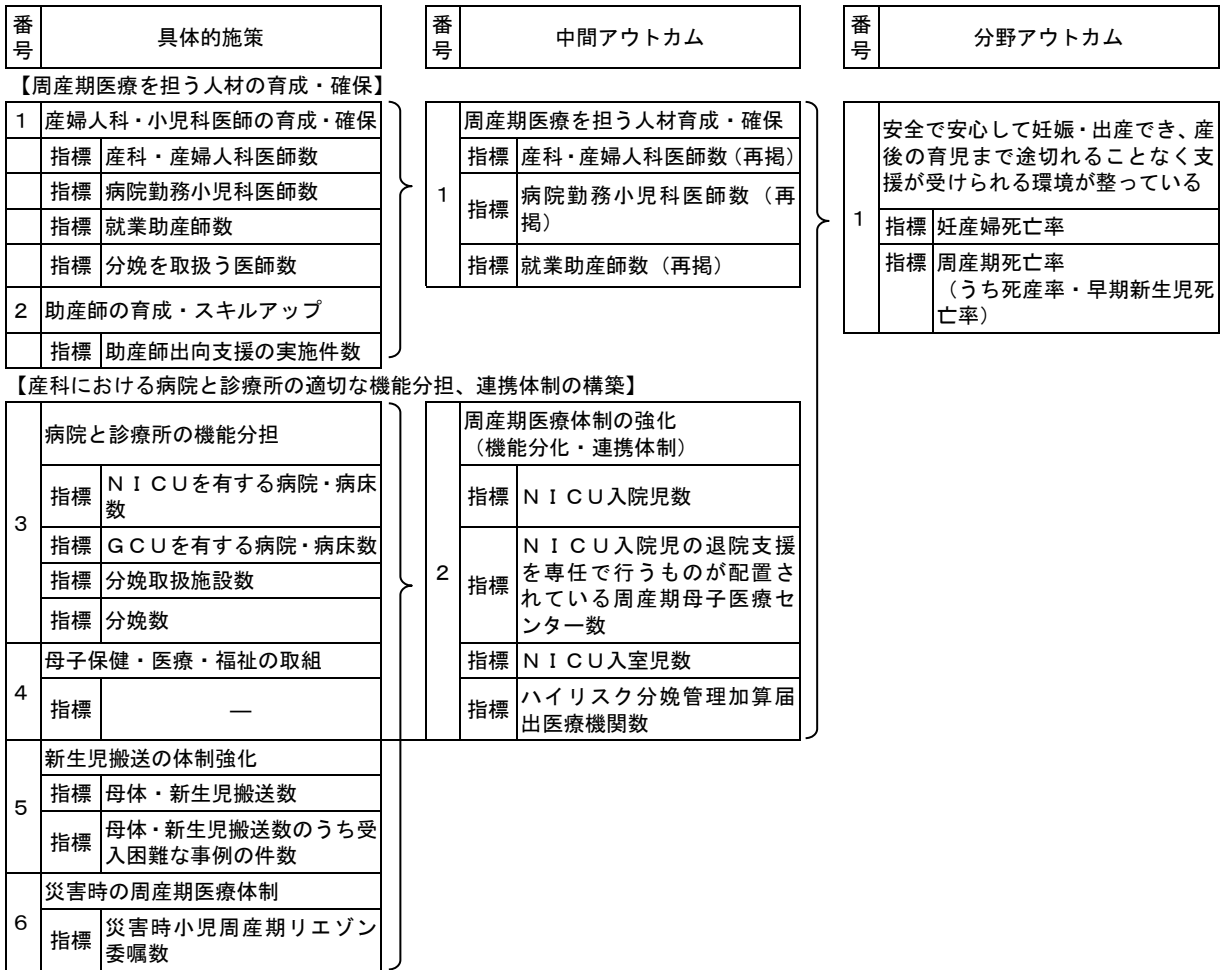 番号
具体的施策
番号
中間アウトカム
番号
分野アウトカム
【周産期医療を担う人材の育成・確保】
1 産婦人科・小児科医師の育成・確保
指標 産科・産婦人科医師数
指標 病院勤務小児科医師数
指標 就業助産師数
指標 分娩を取扱う医師数
2 助産師の育成・スキルアップ
指標 助産師出向支援の実施件数
1
周産期医療を担う人材育成・確保
指標 産科・産婦人科医師数（再掲）
指標 病院勤務小児科医師数（再
掲）
指標 就業助産師数（再掲）
1
安全で安心して妊娠・出産でき、産
後の育児まで途切れることなく支
援が受けられる環境が整っている
指標 妊産婦死亡率
指標 周産期死亡率
（うち死産率・早期新生児死
亡率）
【産科における病院と診療所の適切な機能分担、連携体制の構築】
3
病院と診療所の機能分担
指標 ＮＩＣＵを有する病院・病床
数
指標 ＧＣＵを有する病院・病床数
指標 分娩取扱施設数
指標 分娩数
4
母子保健・医療・福祉の取組
指標 ―
5
新生児搬送の体制強化
指標 母体・新生児搬送数
指標 母体・新生児搬送数のうち受
入困難な事例の件数
6
災害時の周産期医療体制
指標 災害時小児周産期リエゾン
委嘱数
2
周産期医療体制の強化
（機能分化・連携体制）
指標 ＮＩＣＵ入院児数
指標 ＮＩＣＵ入院児の退院支援
を専任で行うものが配置さ
れている周産期母子医療セ
ンター数
指標 ＮＩＣＵ入室児数
指標 ハイリスク分娩管理加算届
出医療機関数